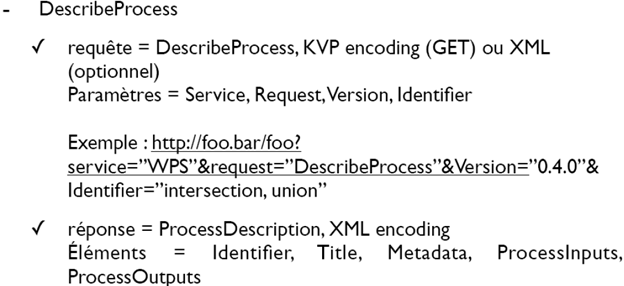 - DescribeProcess
✓ requête = DescribeProcess, KVP encoding (GET) ou XML
(optionnel)
Paramètres = Service, Request,Version, Identifier
Exemple : http://foo.bar/foo?
service="WPS"&request="DescribeProcess"&Version="0.4.0"&
Identifier="intersection, union"
✓ réponse = ProcessDescription, XML encoding
Éléments = Identifier, Title, Metadata, ProcessInputs,
ProcessOutputs